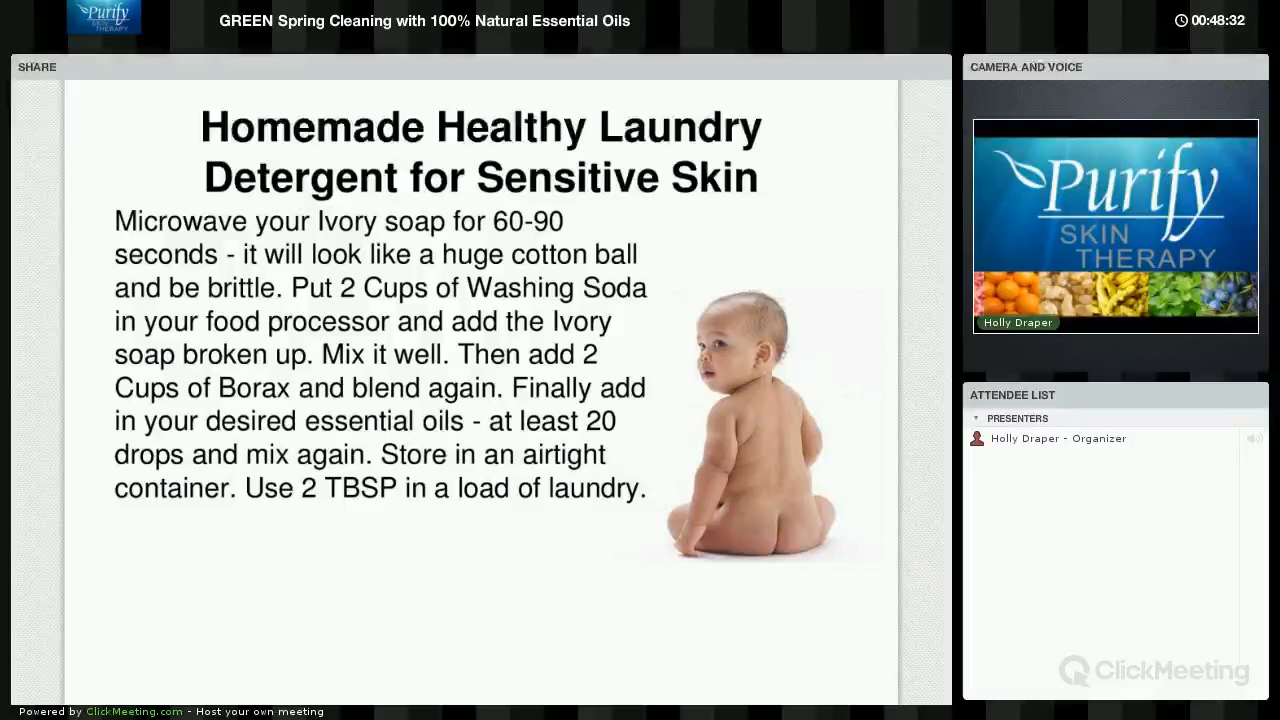 Purify
SKIN
THERAPY
GREEN Spring Cleaning with 100% Natural Essential Oils
00:48:32
SHARE
Homemade Healthy Laundry
Detergent for Sensitive Skin
Microwave your Ivory soap for 60-90
seconds - it will look like a huge cotton ball
and be brittle. Put 2 Cups of Washing Soda
in your food processor and add the Ivory
soap broken up. Mix it well. Then add 2
Cups of Borax and blend again. Finally add
in your desired essential oils - at least 20
drops and mix again. Store in an airtight
container. Use 2 TBSP in a load of laundry.
CAMERA AND VOICE
Purify
SKIN
THERAPY
Holly Draper
ATTENDEE LIST
PRESENTERS
Holly Draper - Organizer
ClickMeeting
Powered by ClickMeeting.com - Host your own meeting